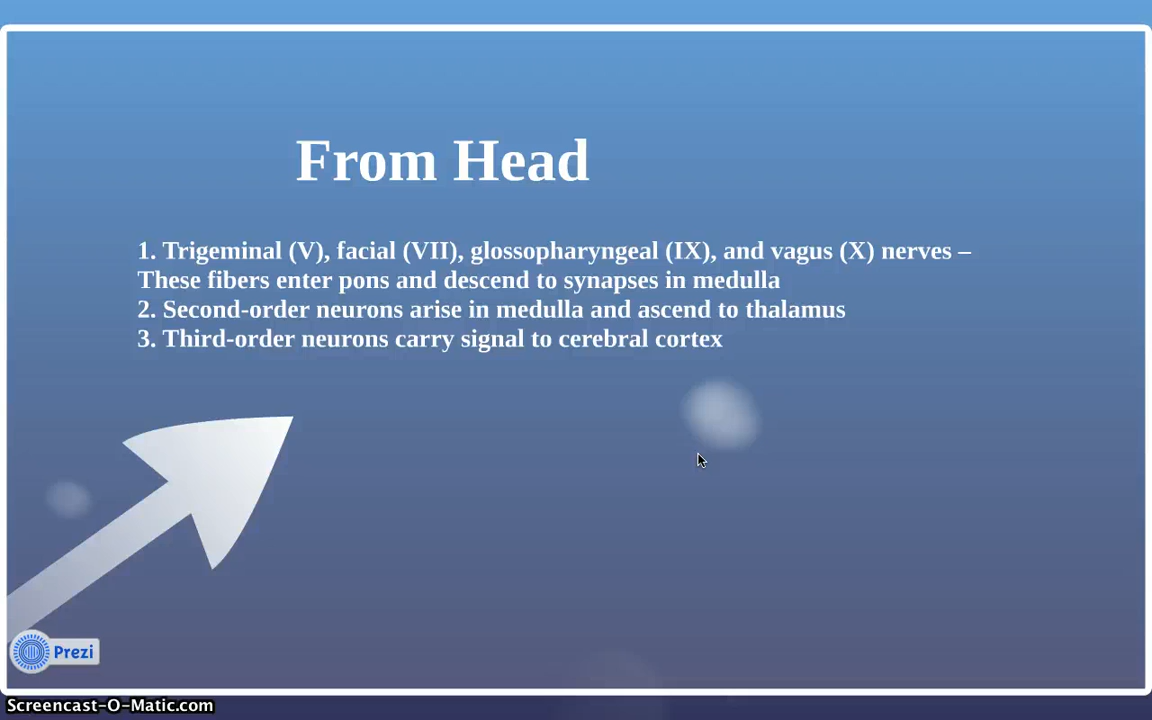 From Head
1. Trigeminal (V), facial (VII), glossopharyngeal (IX), and vagus (X) nerves –
These fibers enter pons and descend to synapses in medulla
2. Second-order neurons arise in medulla and ascend to thalamus
3. Third-order neurons carry signal to cerebral cortex
Prezi
Screencast-O-Matic.com